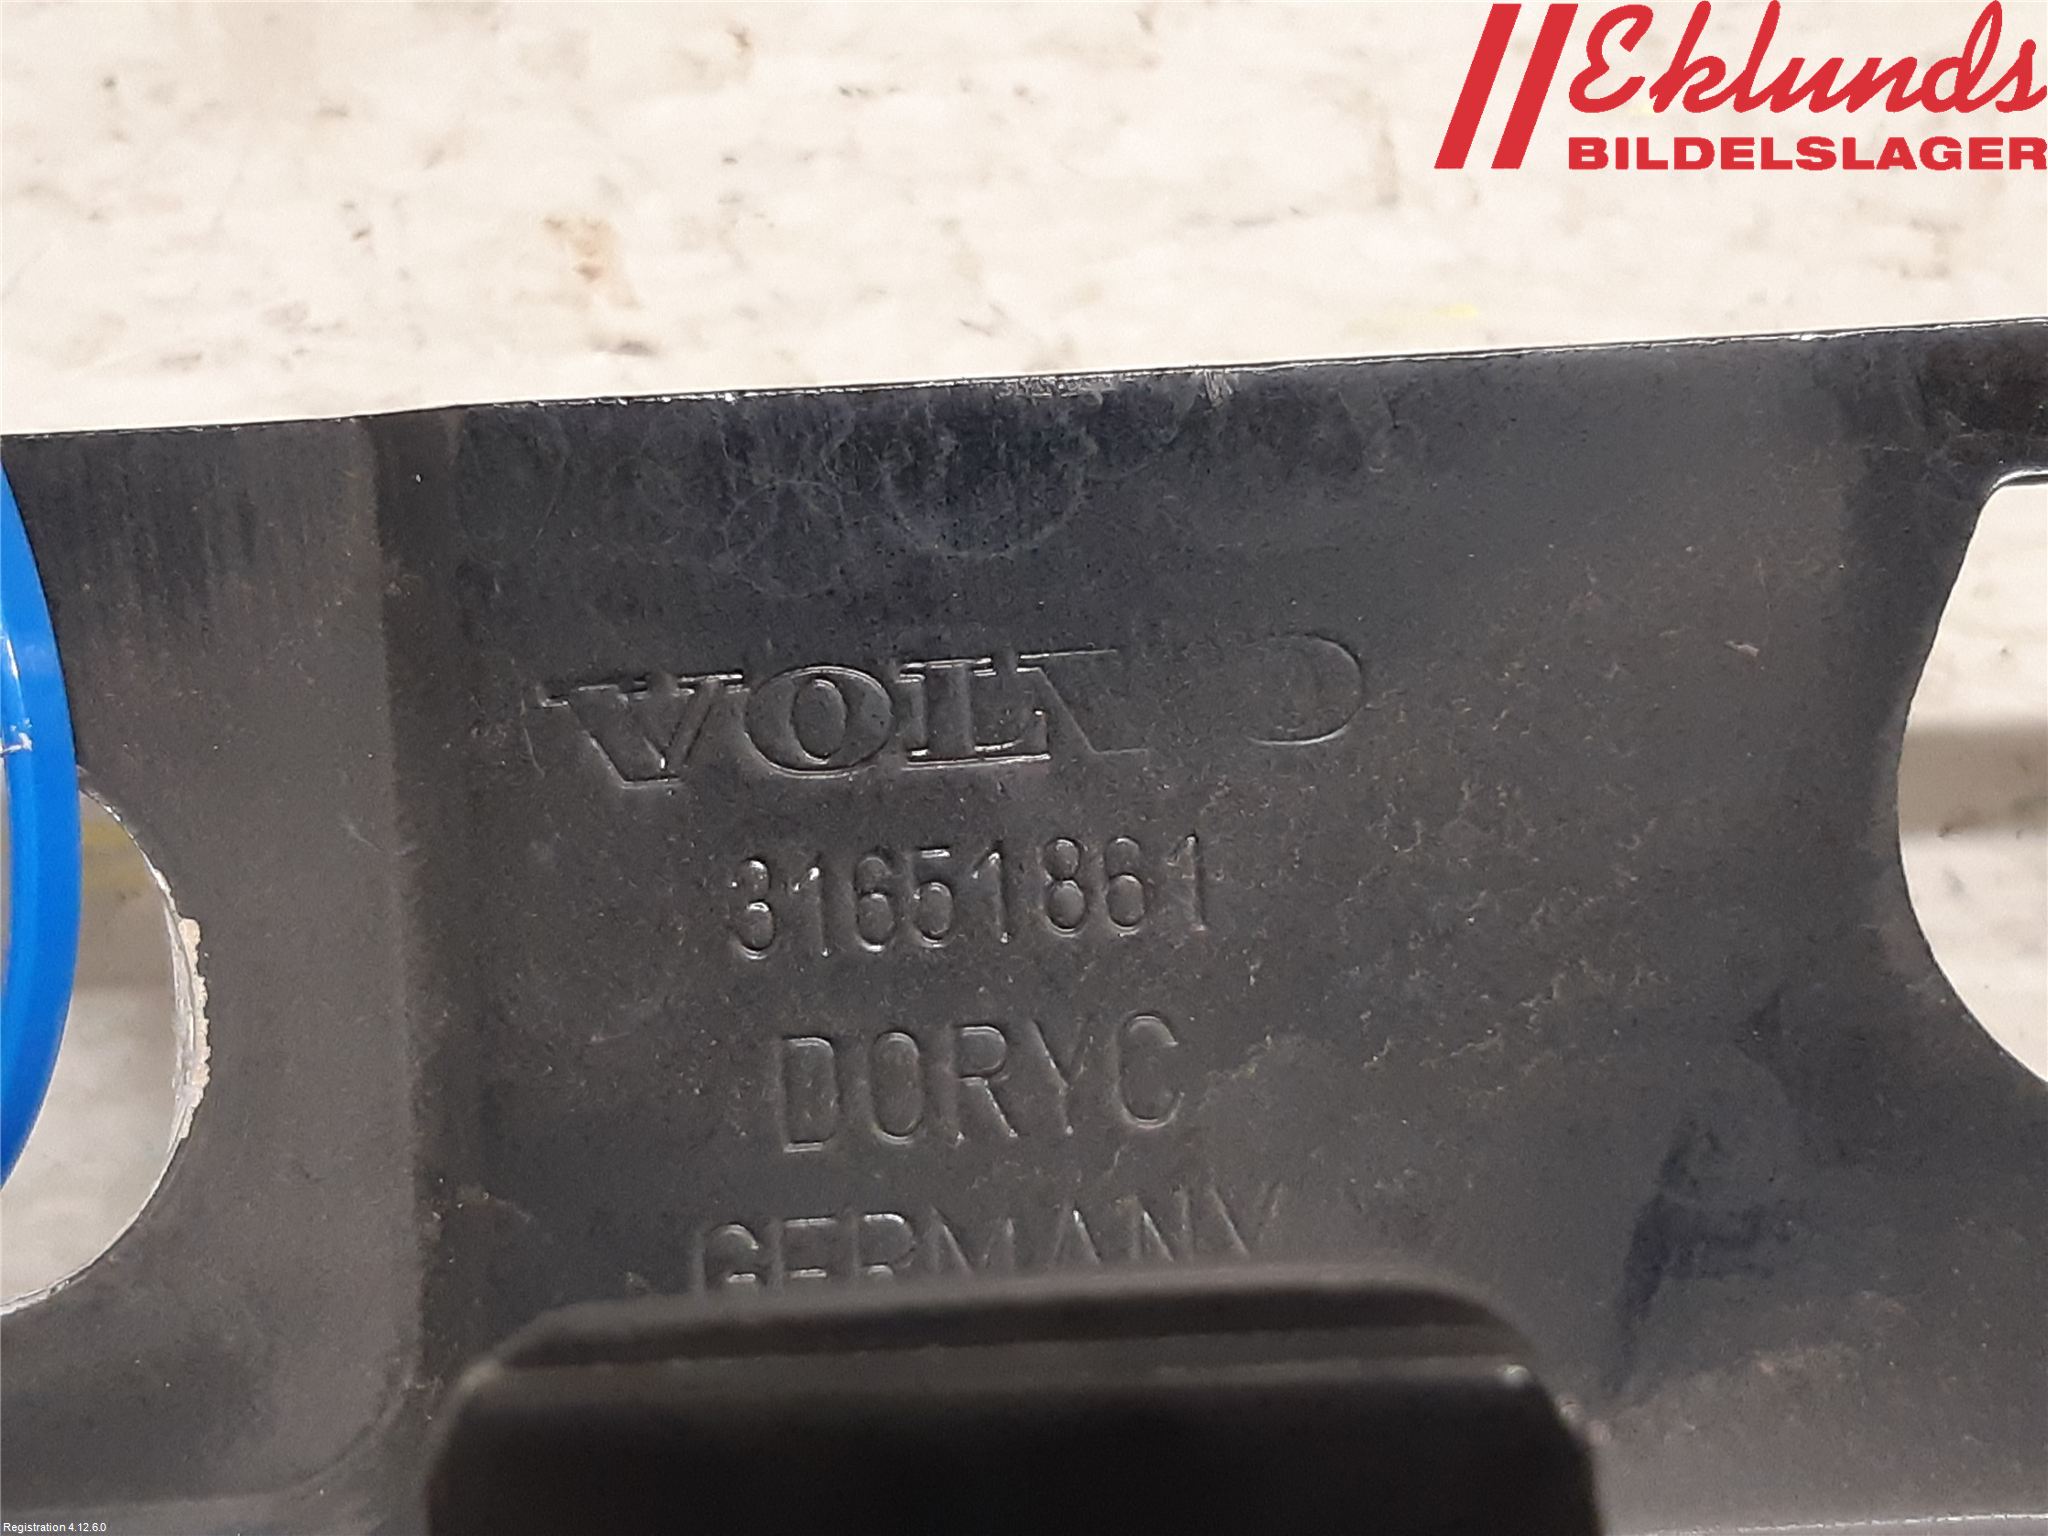 Eklunds
BILDELSLAGER
VOLVO
31651861
DORYC
GERMANY
Registration 4.12.6.0